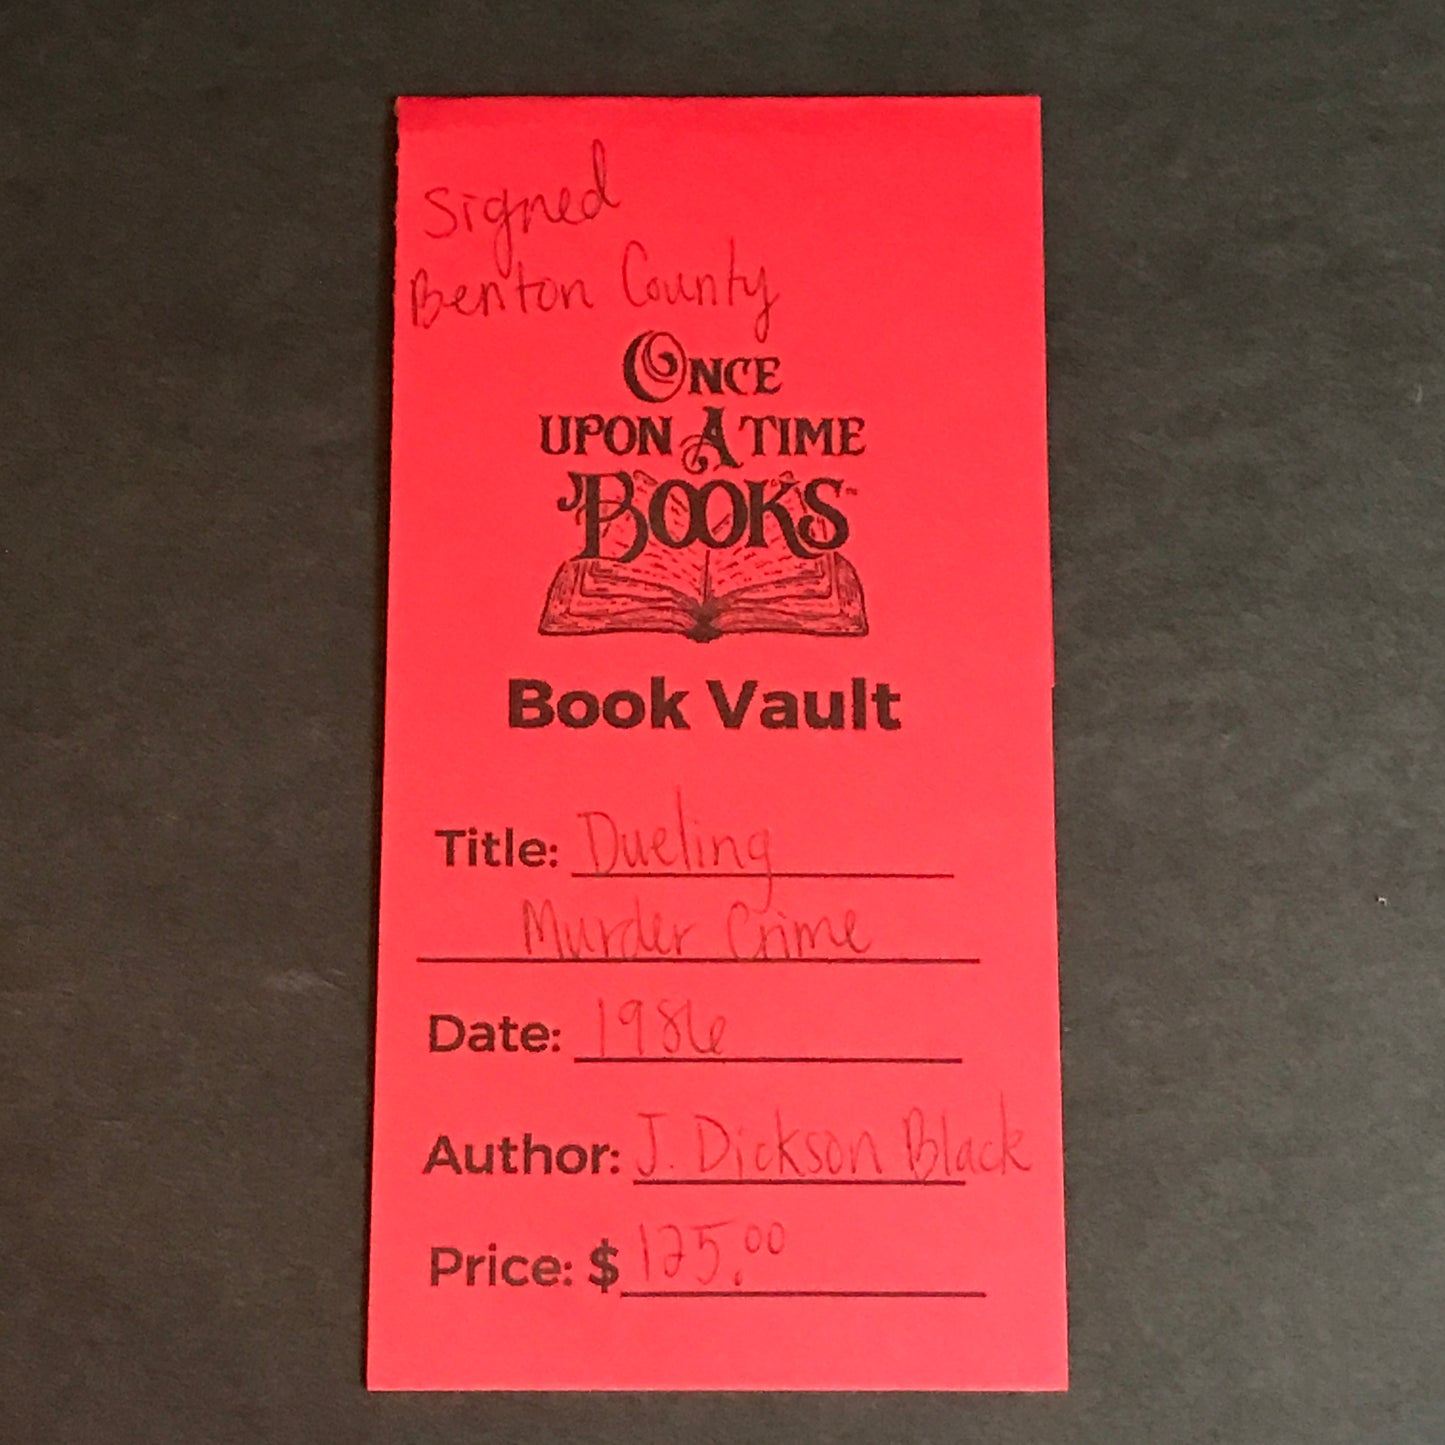 Signed
Benton County
ONCE
UPON A TIME
BOOKS
Book Vault
Title: Dueling
Murder Crime
Date: 1986
Author: J. Dickson Black
Price: $125.00